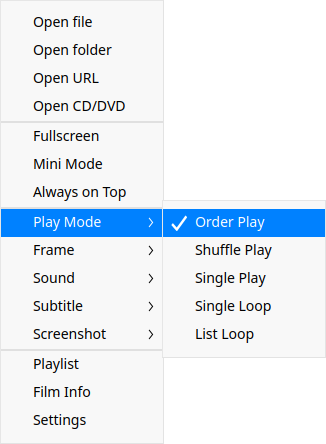 Open file
Open folder
Open URL
Open CD/DVD
Fullscreen
Mini Mode
Always on Top
Play Mode
Frame
Sound
Subtitle
Screenshot
Playlist
Film Info
Settings
Order Play
Shuffle Play
Single Play
Single Loop
List Loop